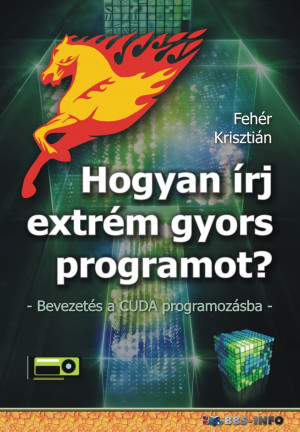 Fehér
Krisztián
Hogyan írj
extrém gyors
programot?
- Bevezetés a CUDA programozásba -
BBS-INFO